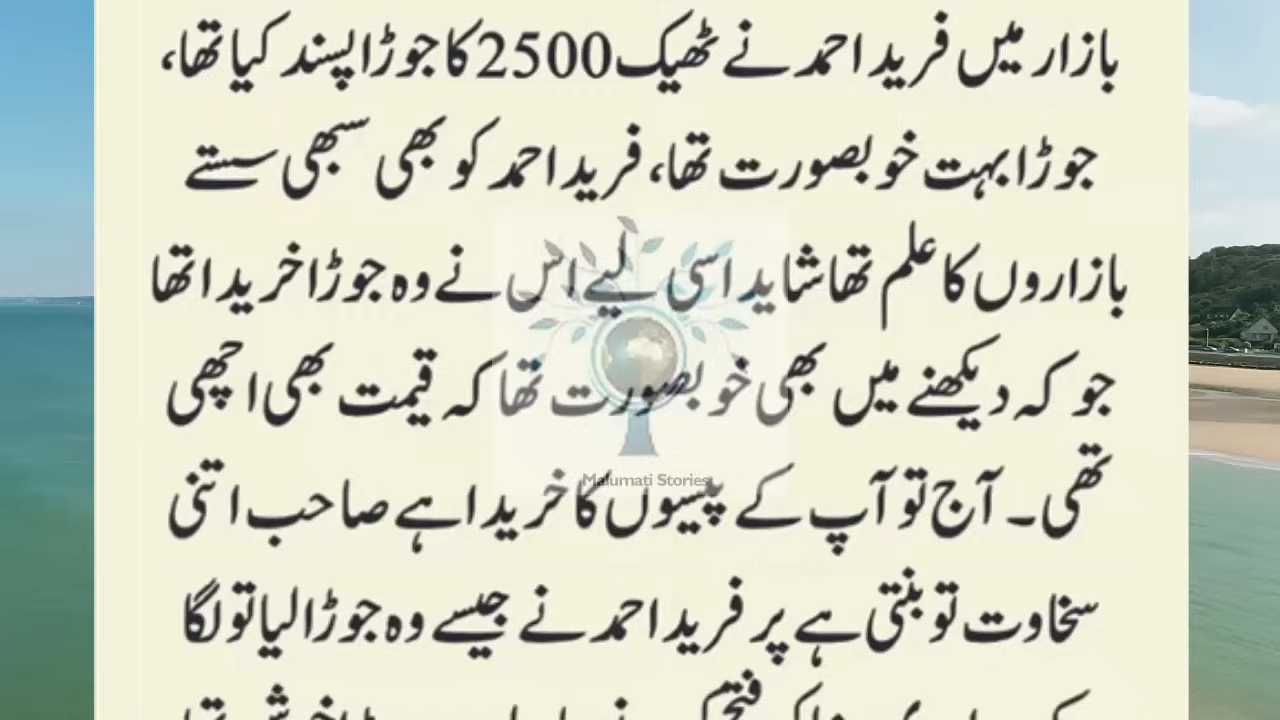 بازار میں فرید احمد نے ٹھیک 2500 کا جوڑا پسند کیا تھا،
جوڑا بہت خوبصورت تھا، فرید احمد کو بھی سبھی سستے
بازاروں کا علم تھا شاید اسی لیے اس نے وہ جوڑا خریدا تھا
جو کہ دیکھنے میں بھی خوبصورت تھا کہ قیمت بھی اچھی
Malumati Stories
تھی۔ آج تو آپ کے پیسوں کا خریدا ہے صاحب اتنی
سخاوت تو بنتی ہے پر فرید احمد نے جیسے وہ جوڑا لیا تو لگا